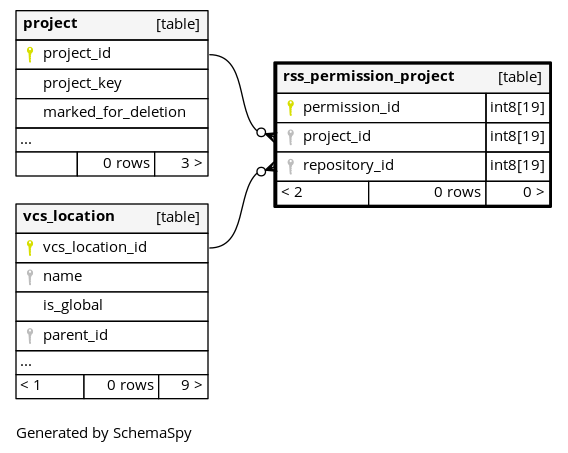 project [table]
project_id
project_key
marked_for_deletion
...
0 rows 3 >
rss_permission_project [table]
permission_id int8[19]
project_id int8[19]
repository_id int8[19]
< 2 0 rows 0 >
vcs_location [table]
vcs_location_id
name
is_global
parent_id
...
< 1 0 rows 9 >
Generated by SchemaSpy